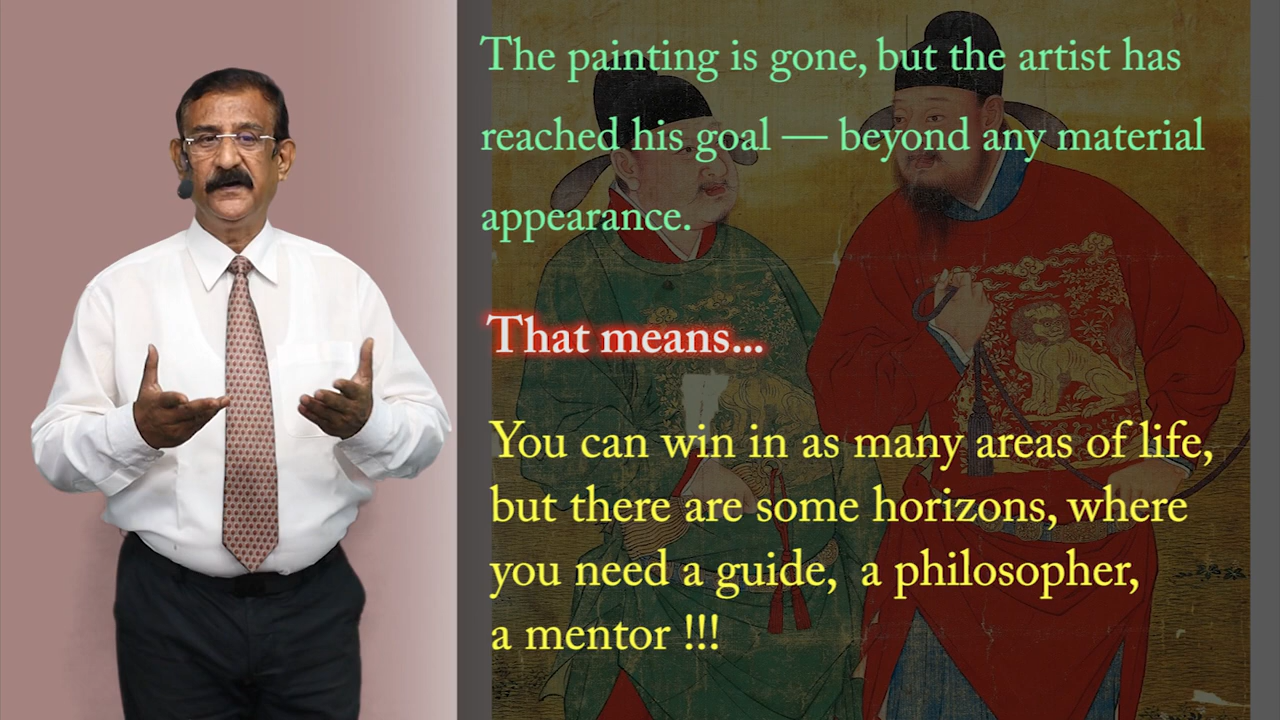 The painting is gone, but the artist has
reached his goal — beyond any material
appearance.
That means...
You can win in as many areas of life,
but there are some horizons, where
you need a guide,  a philosopher,
a mentor !!!